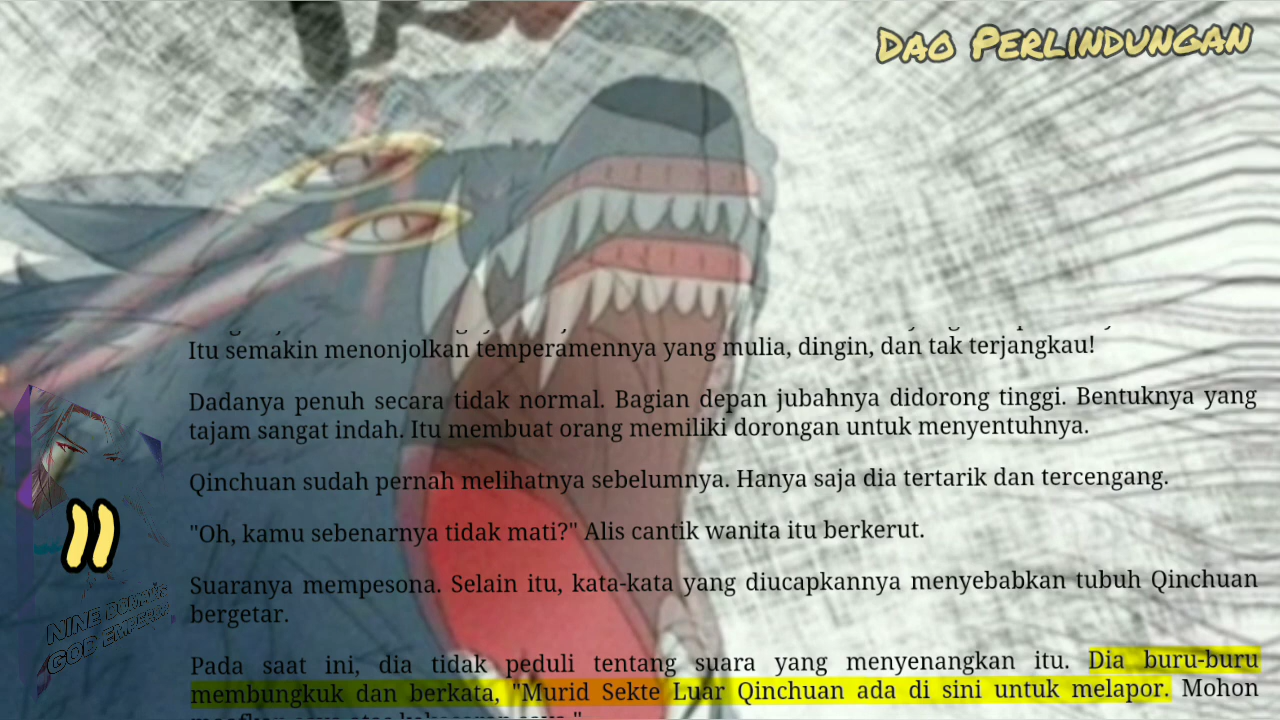 Dao Perlindungan
Itu semakin menonjolkan temperamennya yang mulia, dingin, dan tak terjangkau!
Dadanya penuh secara tidak normal. Bagian depan jubahnya didorong tinggi. Bentuknya yang
tajam sangat indah. Itu membuat orang memiliki dorongan untuk menyentuhnya.
Qinchuan sudah pernah melihatnya sebelumnya. Hanya saja dia tertarik dan tercengang.
"Oh, kamu sebenarnya tidak mati?" Alis cantik wanita itu berkerut.
Suaranya mempesona. Selain itu, kata-kata yang diucapkannya menyebabkan tubuh Qinchuan
bergetar.
Pada saat ini, dia tidak peduli tentang suara yang menyenangkan itu. Dia buru-buru
membungkuk dan berkata, "Murid Sekte Luar Qinchuan ada di sini untuk melapor. Mohon
NINE
GOD EMPEROR